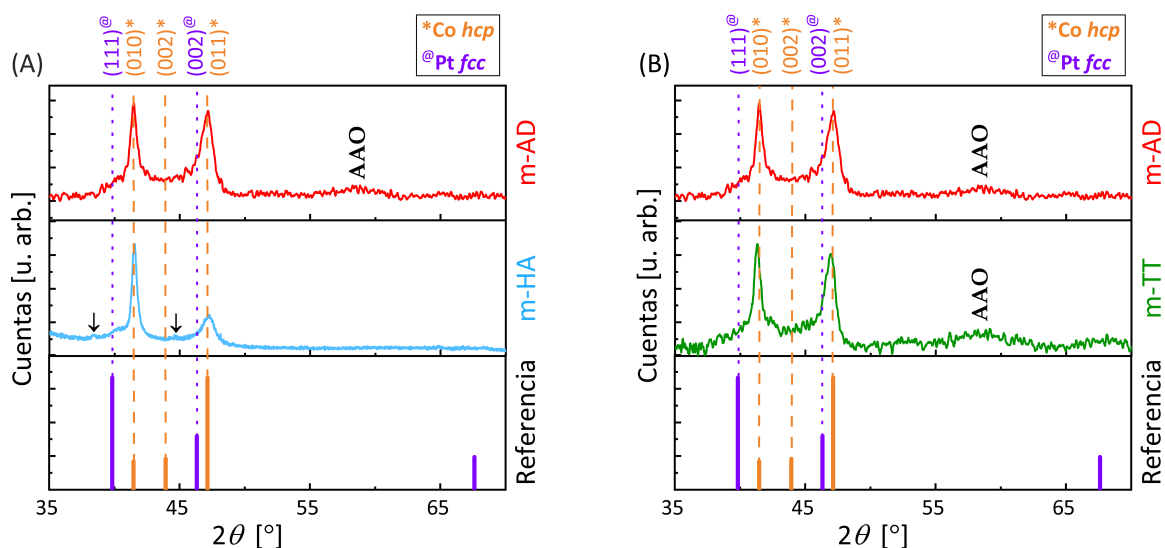 (A)
(111)@
(010)*
(002)*
(002)@
(011)*
*Co hcp
@Pt fcc
AAO
m-AD
m-HA
Referencia
Cuentas [u. arb.]
35
45
55
65
2θ [°]
(B)
(111)@
(010)*
(002)*
(002)@
(011)*
*Co hcp
@Pt fcc
AAO
m-AD
AAO
m-TT
Referencia
Cuentas [u. arb.]
35
45
55
65
2θ [°]